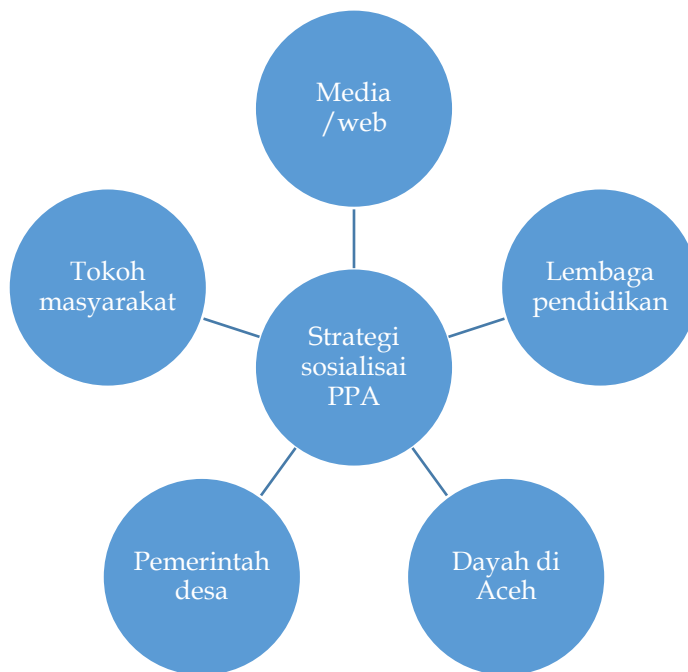 Media
/web
Tokoh
masyarakat
Lembaga
pendidikan
Strategi
sosialisai
PPA
Pemerintah
desa
Dayah di
Aceh